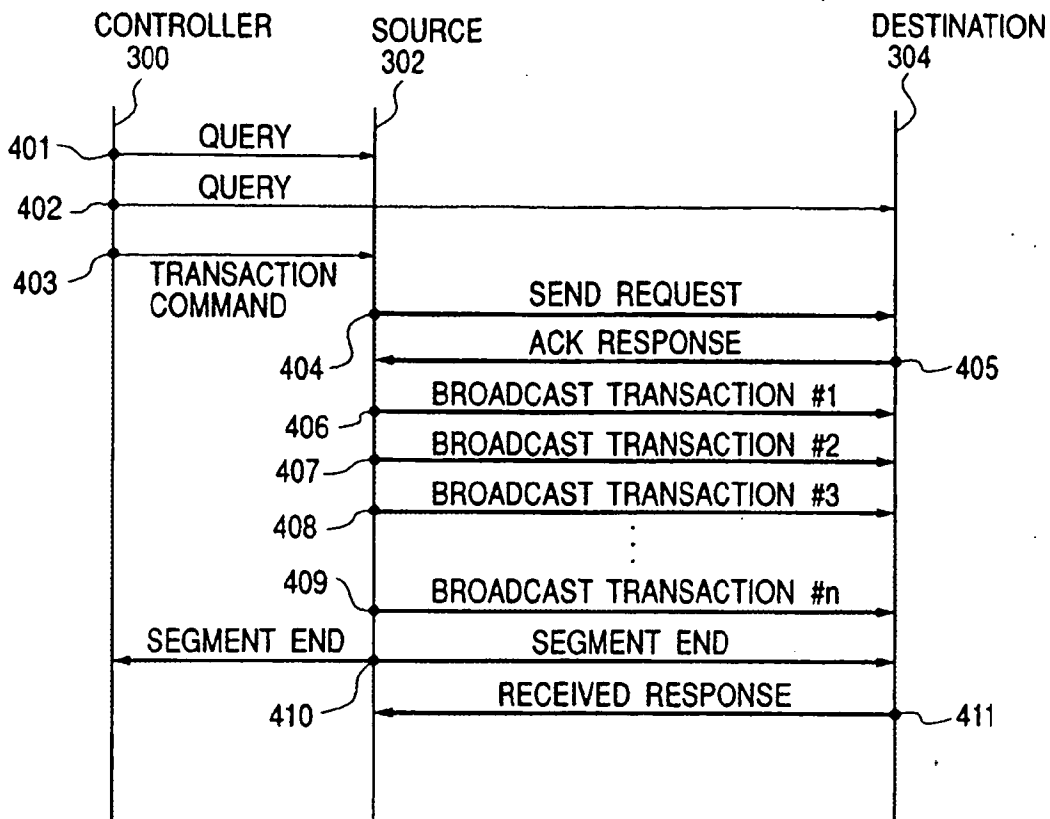 CONTROLLER
SOURCE
DESTINATION
300
302
304
401
QUERY
402
QUERY
403
TRANSACTION
COMMAND
SEND REQUEST
404
ACK RESPONSE
405
BROADCAST TRANSACTION #1
406
BROADCAST TRANSACTION #2
407
BROADCAST TRANSACTION #3
408
409
BROADCAST TRANSACTION #n
SEGMENT END
SEGMENT END
410
RECEIVED RESPONSE
411